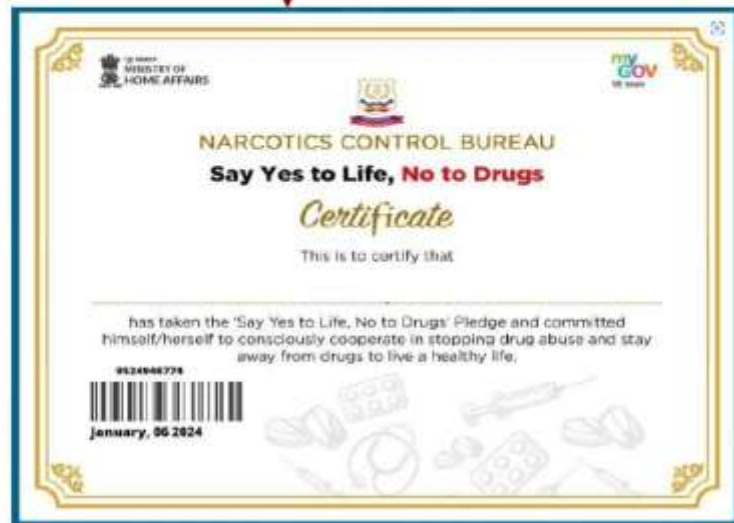 MINISTRY OF
HOME AFFAIRS
my
GOV
NARCOTICS CONTROL BUREAU
Say Yes to Life, No to Drugs
Certificate
This is to certify that
has taken the 'Say Yes to Life, No to Drugs' Pledge and committed
himself/herself to consciously cooperate in stopping drug abuse and stay
away from drugs to live a healthy life.
January, 06 2024